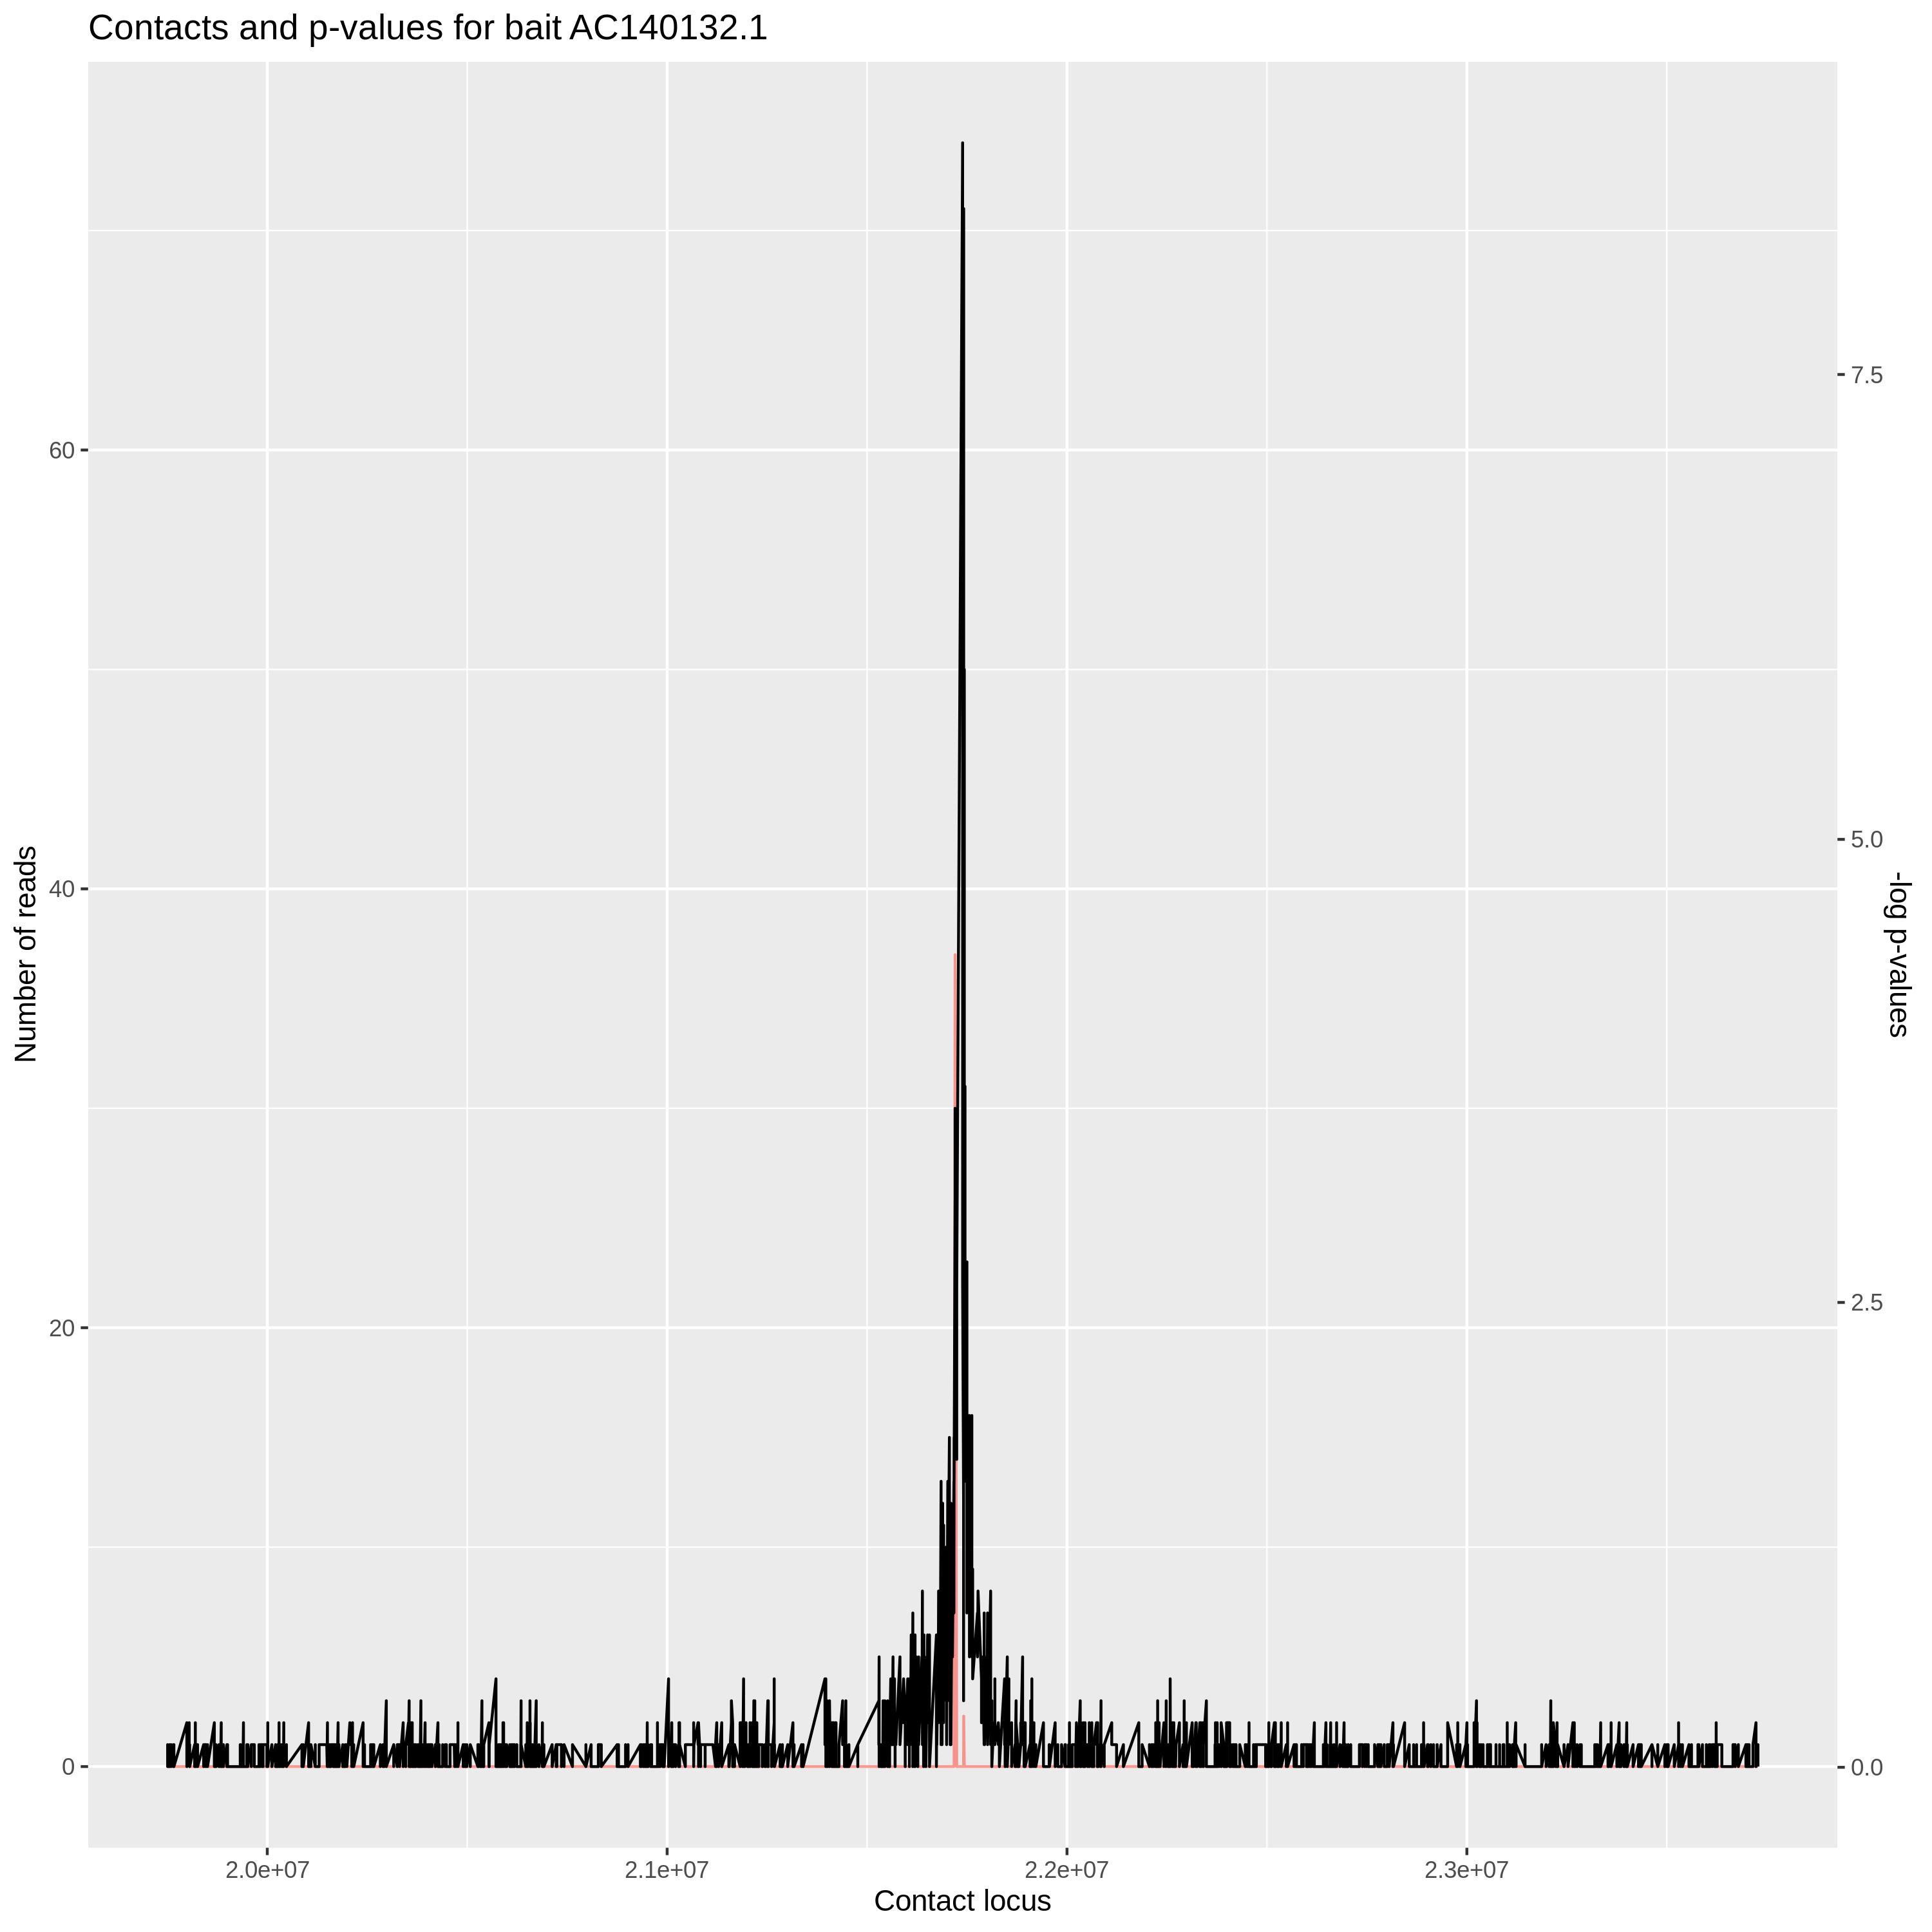 Contacts and p-values for bait AC140132.1
60
40
20
0
7.5
5.0
2.5
0.0
Number of reads
-log p-values
2.0e+07 2.1e+07 2.2e+07 2.3e+07
Contact locus